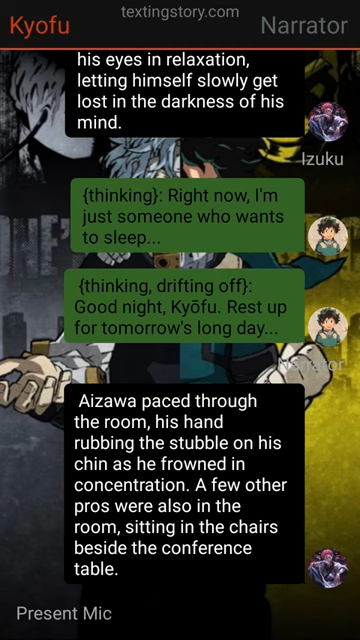 textingstory.com
Kyofu
Narrator
his eyes in relaxation,
letting himself slowly get
lost in the darkness of his
mind.
Izuku
{thinking}: Right now, I'm
just someone who wants
to sleep...
{thinking, drifting off}:
Good night, Kyōfu. Rest up
for tomorrow's long day...
Narrator
Aizawa paced through
the room, his hand
rubbing the stubble on his
chin as he frowned in
concentration. A few other
pros were also in the
room, sitting in the chairs
beside the conference
table.
Present Mic